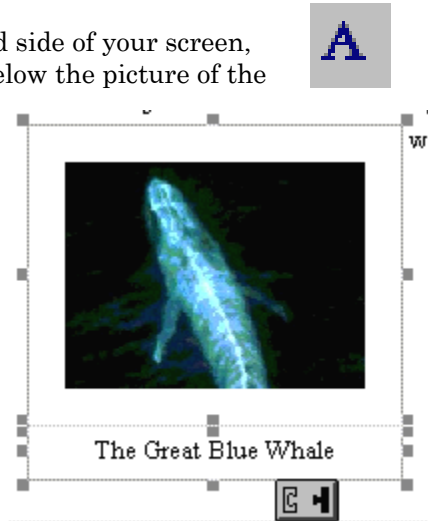 d side of your screen,
elow the picture of the
A
w
The Great Blue Whale